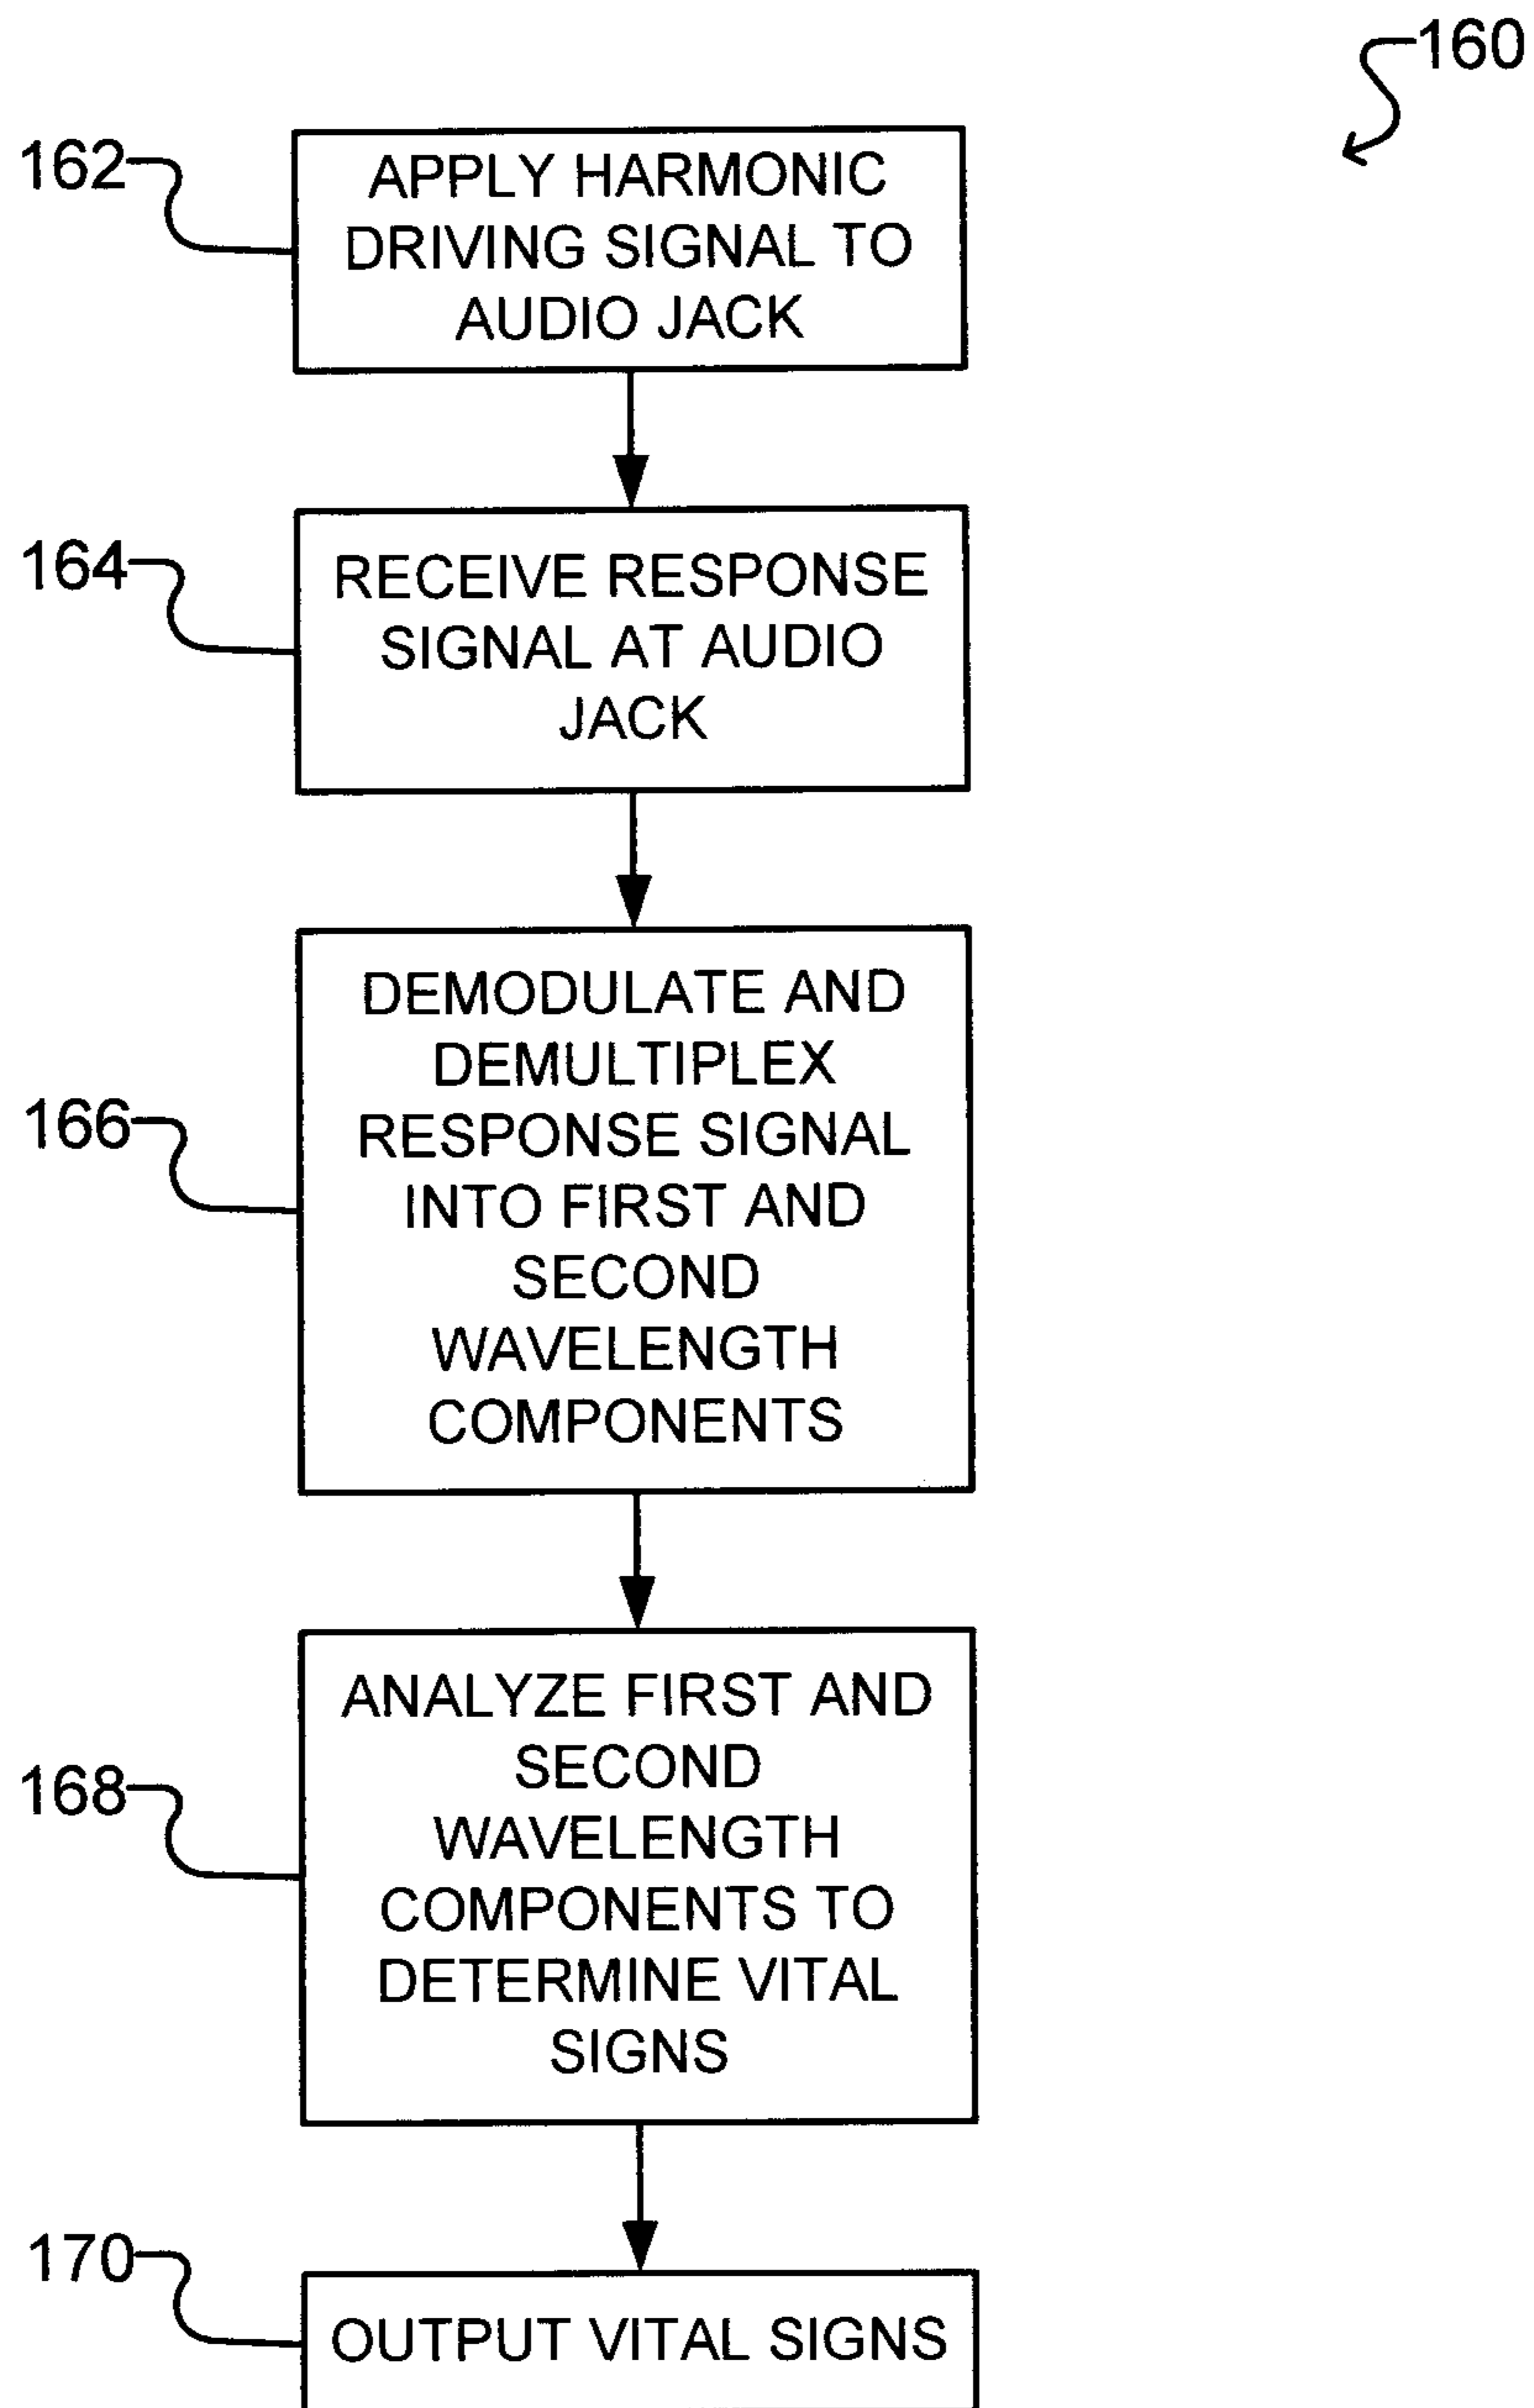 160
162
APPLY HARMONIC
DRIVING SIGNAL TO
AUDIO JACK
164
RECEIVE RESPONSE
SIGNAL AT AUDIO
JACK
166
DEMODULATE AND
DEMULTIPLEX
RESPONSE SIGNAL
INTO FIRST AND
SECOND
WAVELENGTH
COMPONENTS
168
ANALYZE FIRST AND
SECOND
WAVELENGTH
COMPONENTS TO
DETERMINE VITAL
SIGNS
170
OUTPUT VITAL SIGNS